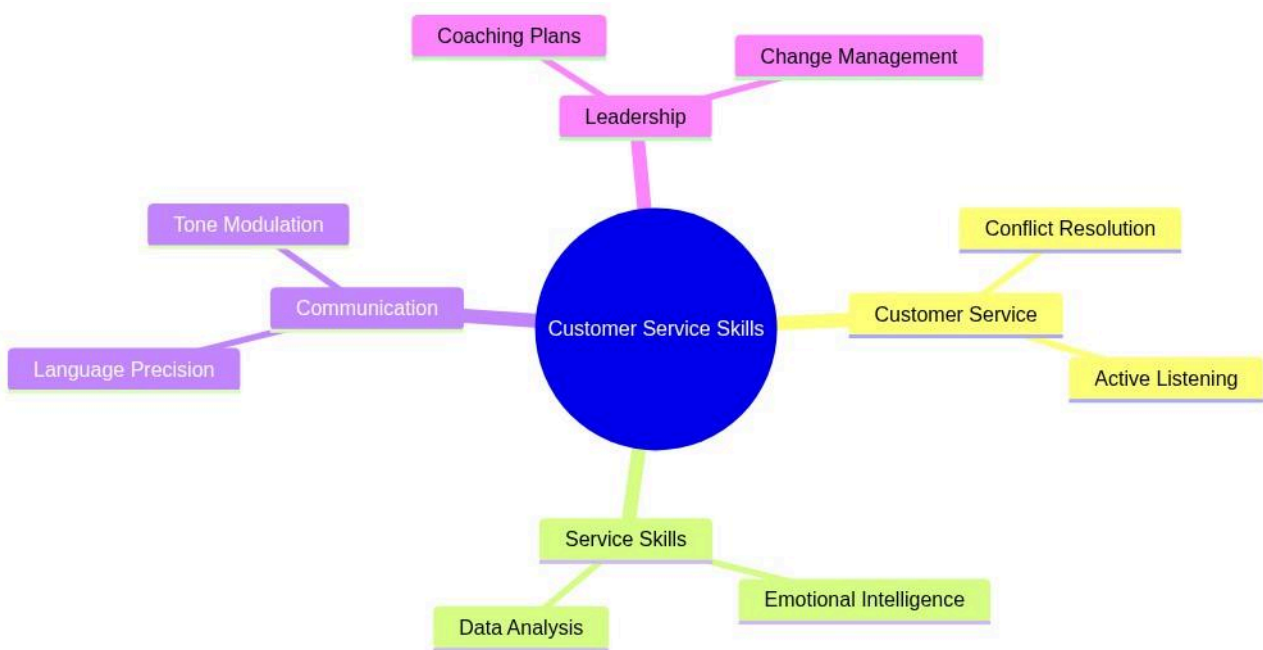 Coaching Plans
Change Management
Leadership
Tone Modulation
Conflict Resolution
Communication
Customer Service Skills
Customer Service
Language Precision
Active Listening
Service Skills
Emotional Intelligence
Data Analysis